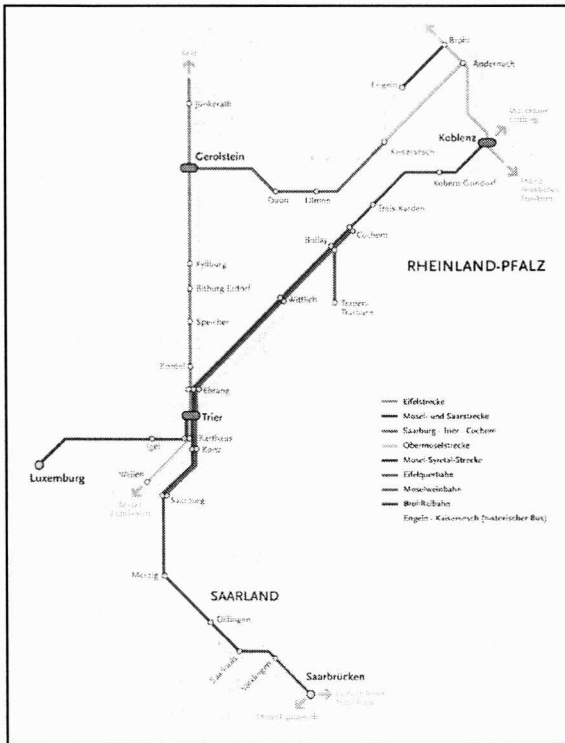 Brohl
Andernach
Jünkerath
Engeln
Koblenz
Gerolstein
Kaisersesch
Daun
Ulmen
Kobern-Gondorf
Treis-Karden
Cochem
Bullay
RHEINLAND-PFALZ
Kyllburg
Bitburg-Erdorf
Wittlich
Traben-
Trarbach
Speicher
Kordel
Ehrang
Trier
Karthaus
Igel
Konz
Luxemburg
Wellen
Saarburg
Eifelstrecke
Mosel- und Saarstrecke
Saarburg - Trier - Cochem
Obermoselstrecke
Mosel-Syretal-Strecke
Eifelquerbahn
Moselweinbahn
Brohltalbahn
Engeln - Kaisersesch (historischer Bus)
Merzig
SAARLAND
Dillingen
Saarlouis
Völklingen
Saarbrücken